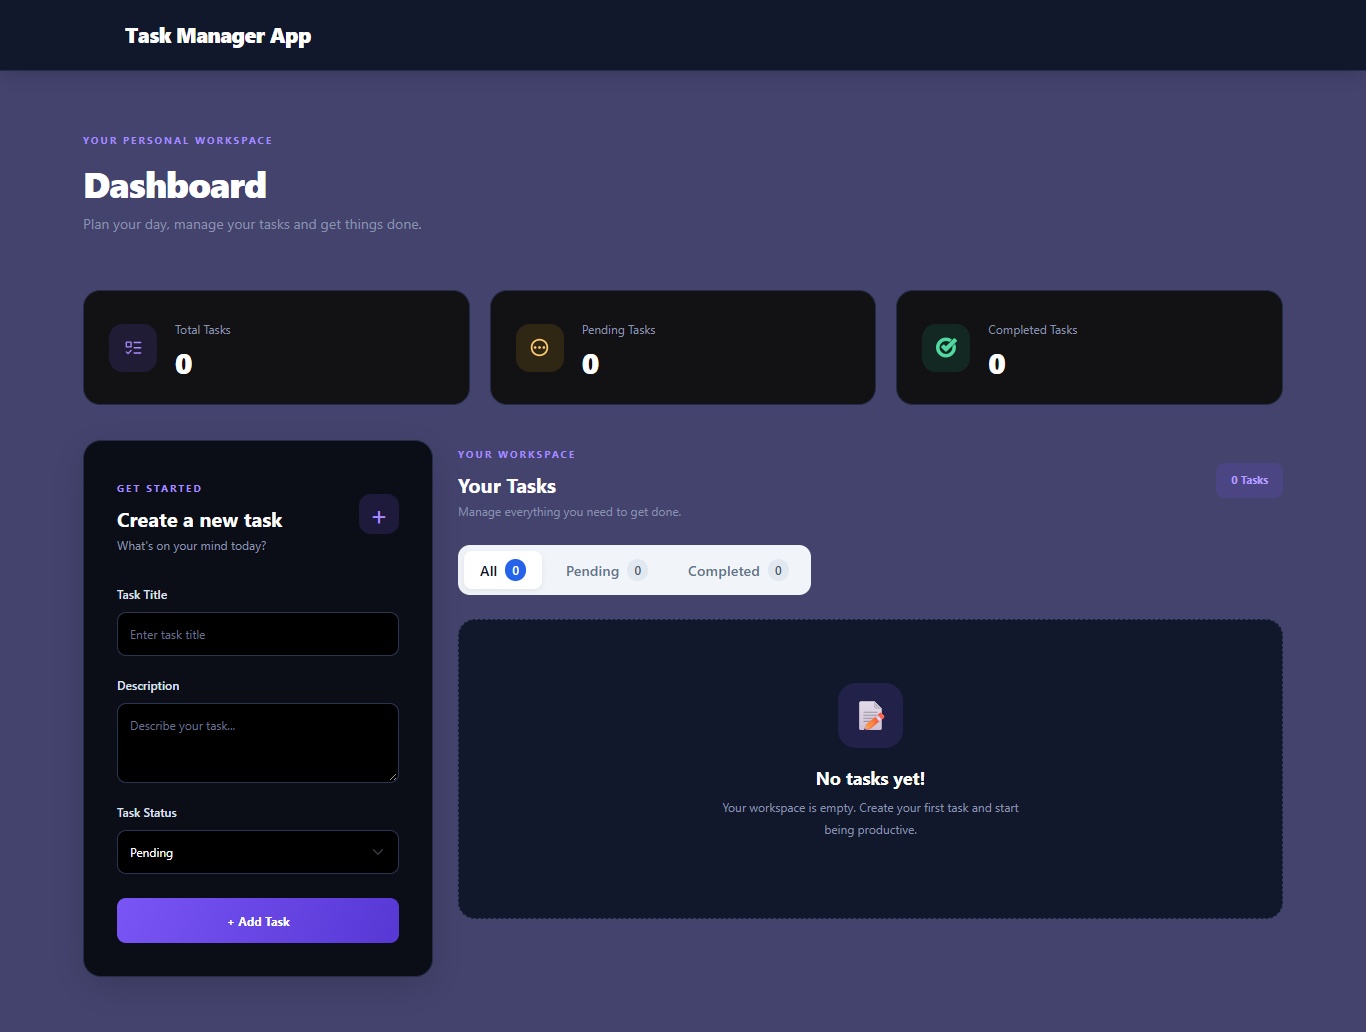 Task Manager App
YOUR PERSONAL WORKSPACE
Dashboard
Plan your day, manage your tasks and get things done.
Total Tasks
0
Pending Tasks
0
Completed Tasks
0
GET STARTED
Create a new task
What's on your mind today?
+
Task Title
Enter task title
Description
Describe your task...
Task Status
Pending
+ Add Task
YOUR WORKSPACE
Your Tasks
Manage everything you need to get done.
0 Tasks
All 0 Pending 0 Completed 0
No tasks yet!
Your workspace is empty. Create your first task and start
being productive.